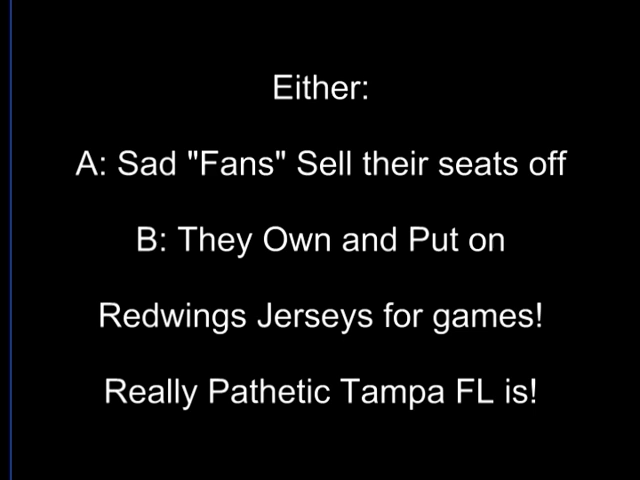 Either:
A: Sad "Fans" Sell their seats off
B: They Own and Put on
Redwings Jerseys for games!
Really Pathetic Tampa FL is!